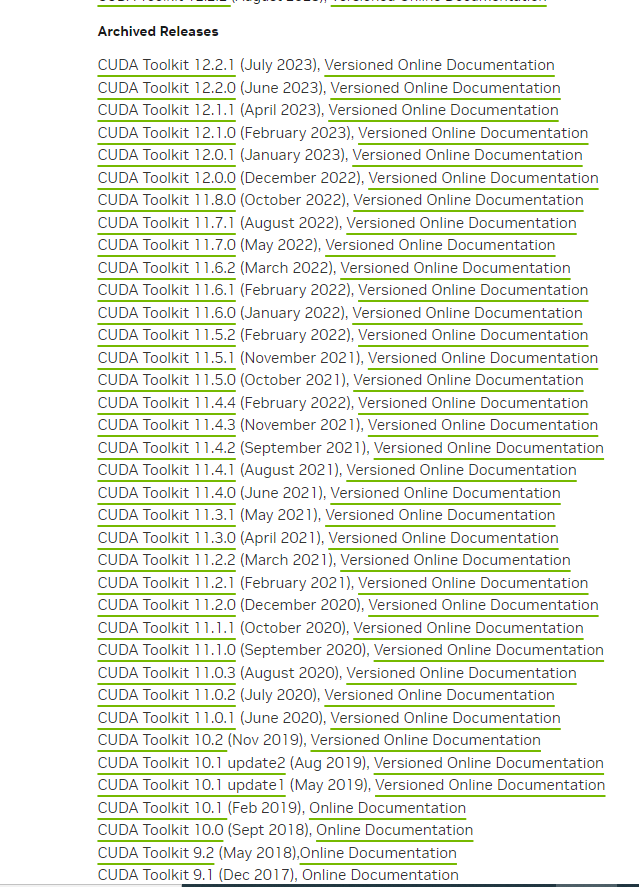 Archived Releases
CUDA Toolkit 12.2.1 (July 2023), Versioned Online Documentation
CUDA Toolkit 12.2.0 (June 2023), Versioned Online Documentation
CUDA Toolkit 12.1.1 (April 2023), Versioned Online Documentation
CUDA Toolkit 12.1.0 (February 2023), Versioned Online Documentation
CUDA Toolkit 12.0.1 (January 2023), Versioned Online Documentation
CUDA Toolkit 12.0.0 (December 2022), Versioned Online Documentation
CUDA Toolkit 11.8.0 (October 2022), Versioned Online Documentation
CUDA Toolkit 11.7.1 (August 2022), Versioned Online Documentation
CUDA Toolkit 11.7.0 (May 2022), Versioned Online Documentation
CUDA Toolkit 11.6.2 (March 2022), Versioned Online Documentation
CUDA Toolkit 11.6.1 (February 2022), Versioned Online Documentation
CUDA Toolkit 11.6.0 (January 2022), Versioned Online Documentation
CUDA Toolkit 11.5.2 (February 2022), Versioned Online Documentation
CUDA Toolkit 11.5.1 (November 2021), Versioned Online Documentation
CUDA Toolkit 11.5.0 (October 2021), Versioned Online Documentation
CUDA Toolkit 11.4.4 (February 2022), Versioned Online Documentation
CUDA Toolkit 11.4.3 (November 2021), Versioned Online Documentation
CUDA Toolkit 11.4.2 (September 2021), Versioned Online Documentation
CUDA Toolkit 11.4.1 (August 2021), Versioned Online Documentation
CUDA Toolkit 11.4.0 (June 2021), Versioned Online Documentation
CUDA Toolkit 11.3.1 (May 2021), Versioned Online Documentation
CUDA Toolkit 11.3.0 (April 2021), Versioned Online Documentation
CUDA Toolkit 11.2.2 (March 2021), Versioned Online Documentation
CUDA Toolkit 11.2.1 (February 2021), Versioned Online Documentation
CUDA Toolkit 11.2.0 (December 2020), Versioned Online Documentation
CUDA Toolkit 11.1.1 (October 2020), Versioned Online Documentation
CUDA Toolkit 11.1.0 (September 2020), Versioned Online Documentation
CUDA Toolkit 11.0.3 (August 2020), Versioned Online Documentation
CUDA Toolkit 11.0.2 (July 2020), Versioned Online Documentation
CUDA Toolkit 11.0.1 (June 2020), Versioned Online Documentation
CUDA Toolkit 10.2 (Nov 2019), Versioned Online Documentation
CUDA Toolkit 10.1 update2 (Aug 2019), Versioned Online Documentation
CUDA Toolkit 10.1 update1 (May 2019), Versioned Online Documentation
CUDA Toolkit 10.1 (Feb 2019), Online Documentation
CUDA Toolkit 10.0 (Sept 2018), Online Documentation
CUDA Toolkit 9.2 (May 2018),Online Documentation
CUDA Toolkit 9.1 (Dec 2017), Online Documentation